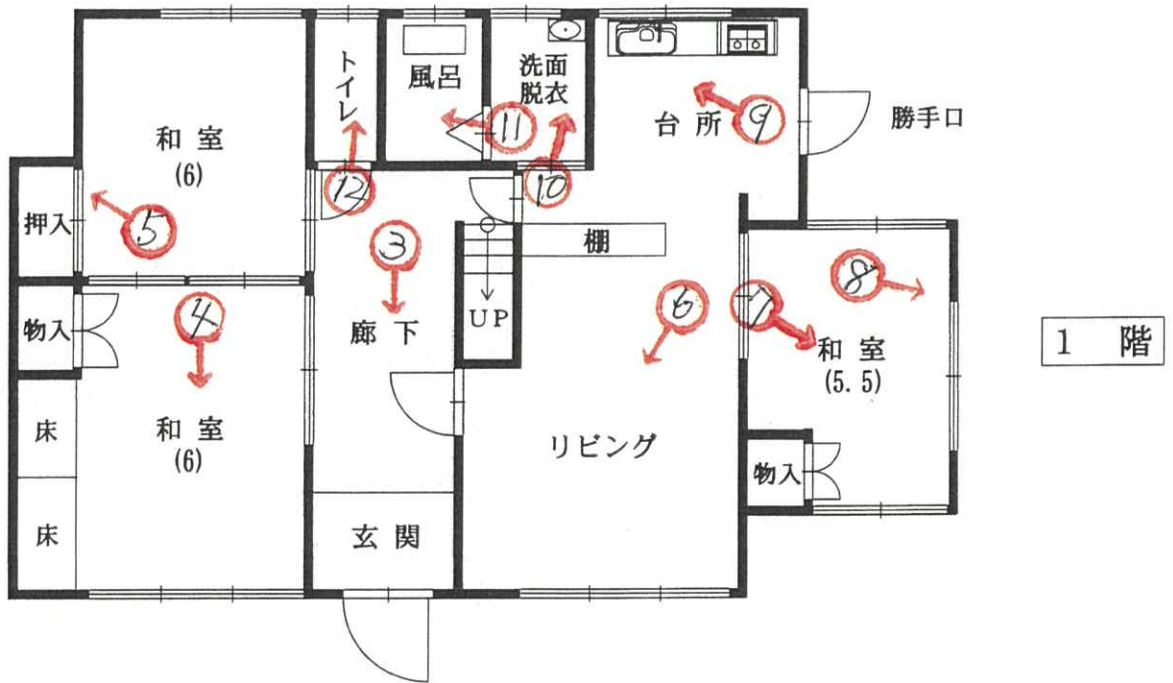 トイレ
風呂
洗面
脱衣
台所
勝手口
和室
(6)
押入
物入
床
床
和室
(6)
廊下
玄関
UP
棚
リビング
和室
(5.5)
物入
1 階
3
4
5
6
7
8
9
10
11
12